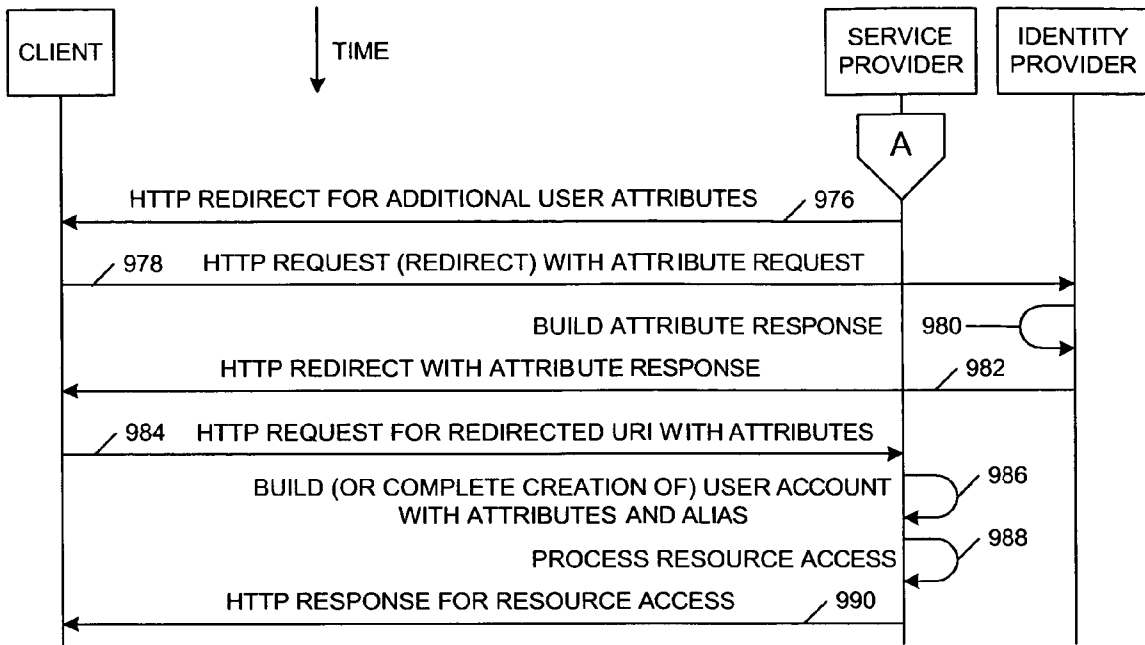 CLIENT
TIME
SERVICE
PROVIDER
IDENTITY
PROVIDER
A
HTTP REDIRECT FOR ADDITIONAL USER ATTRIBUTES
976
978
HTTP REQUEST (REDIRECT) WITH ATTRIBUTE REQUEST
BUILD ATTRIBUTE RESPONSE
980
HTTP REDIRECT WITH ATTRIBUTE RESPONSE
982
984
HTTP REQUEST FOR REDIRECTED URI WITH ATTRIBUTES
BUILD (OR COMPLETE CREATION OF) USER ACCOUNT
WITH ATTRIBUTES AND ALIAS
986
PROCESS RESOURCE ACCESS
988
HTTP RESPONSE FOR RESOURCE ACCESS
990